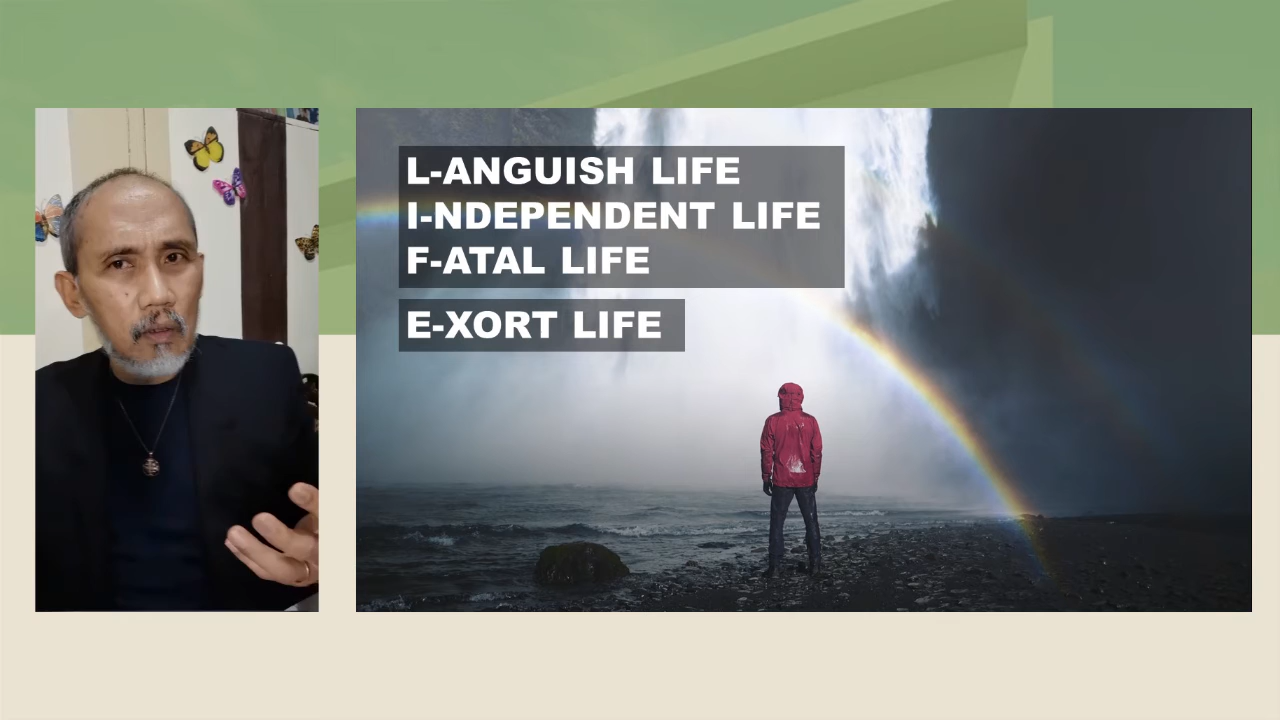 L-ANGUISH LIFE
I-NDEPENDENT LIFE
F-ATAL LIFE
E-XORT LIFE